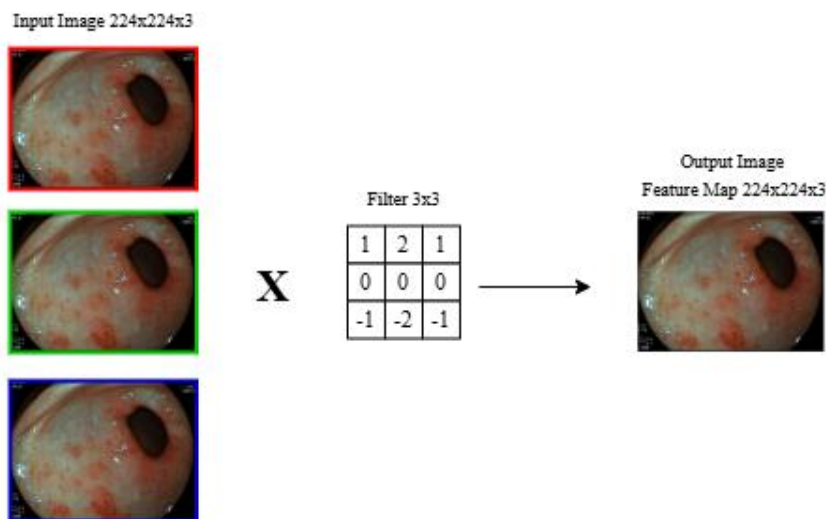 Input Image 224x224x3
X
Filter 3x3
1 2 1
0 0 0
-1 -2 -1
Output Image
Feature Map 224x224x3